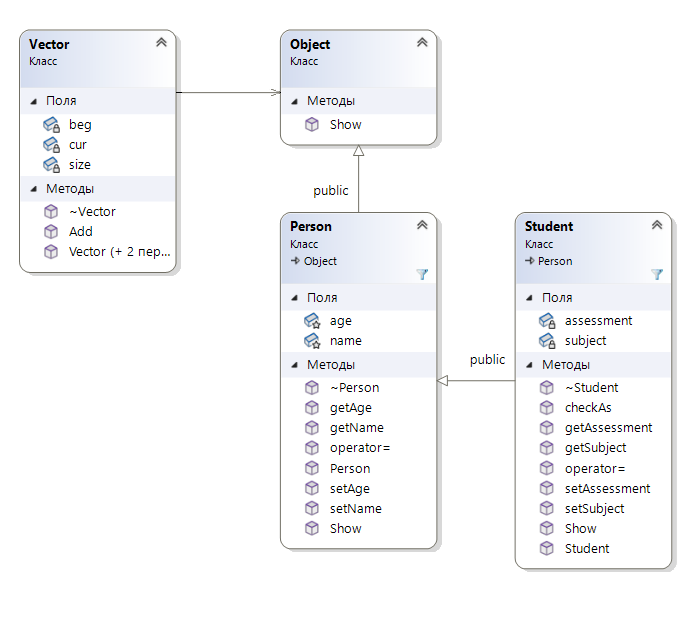 Vector
Класс
Поля
beg
cur
size
Методы
~Vector
Add
Vector (+ 2 пер...
Object
Класс
Методы
Show
public
Person
Класс
Object
Поля
age
name
Методы
~Person
getAge
getName
operator=
Person
setAge
setName
Show
public
Student
Класс
Person
Поля
assessment
subject
Методы
~Student
checkAs
getAssessment
getSubject
operator=
setAssessment
setSubject
Show
Student